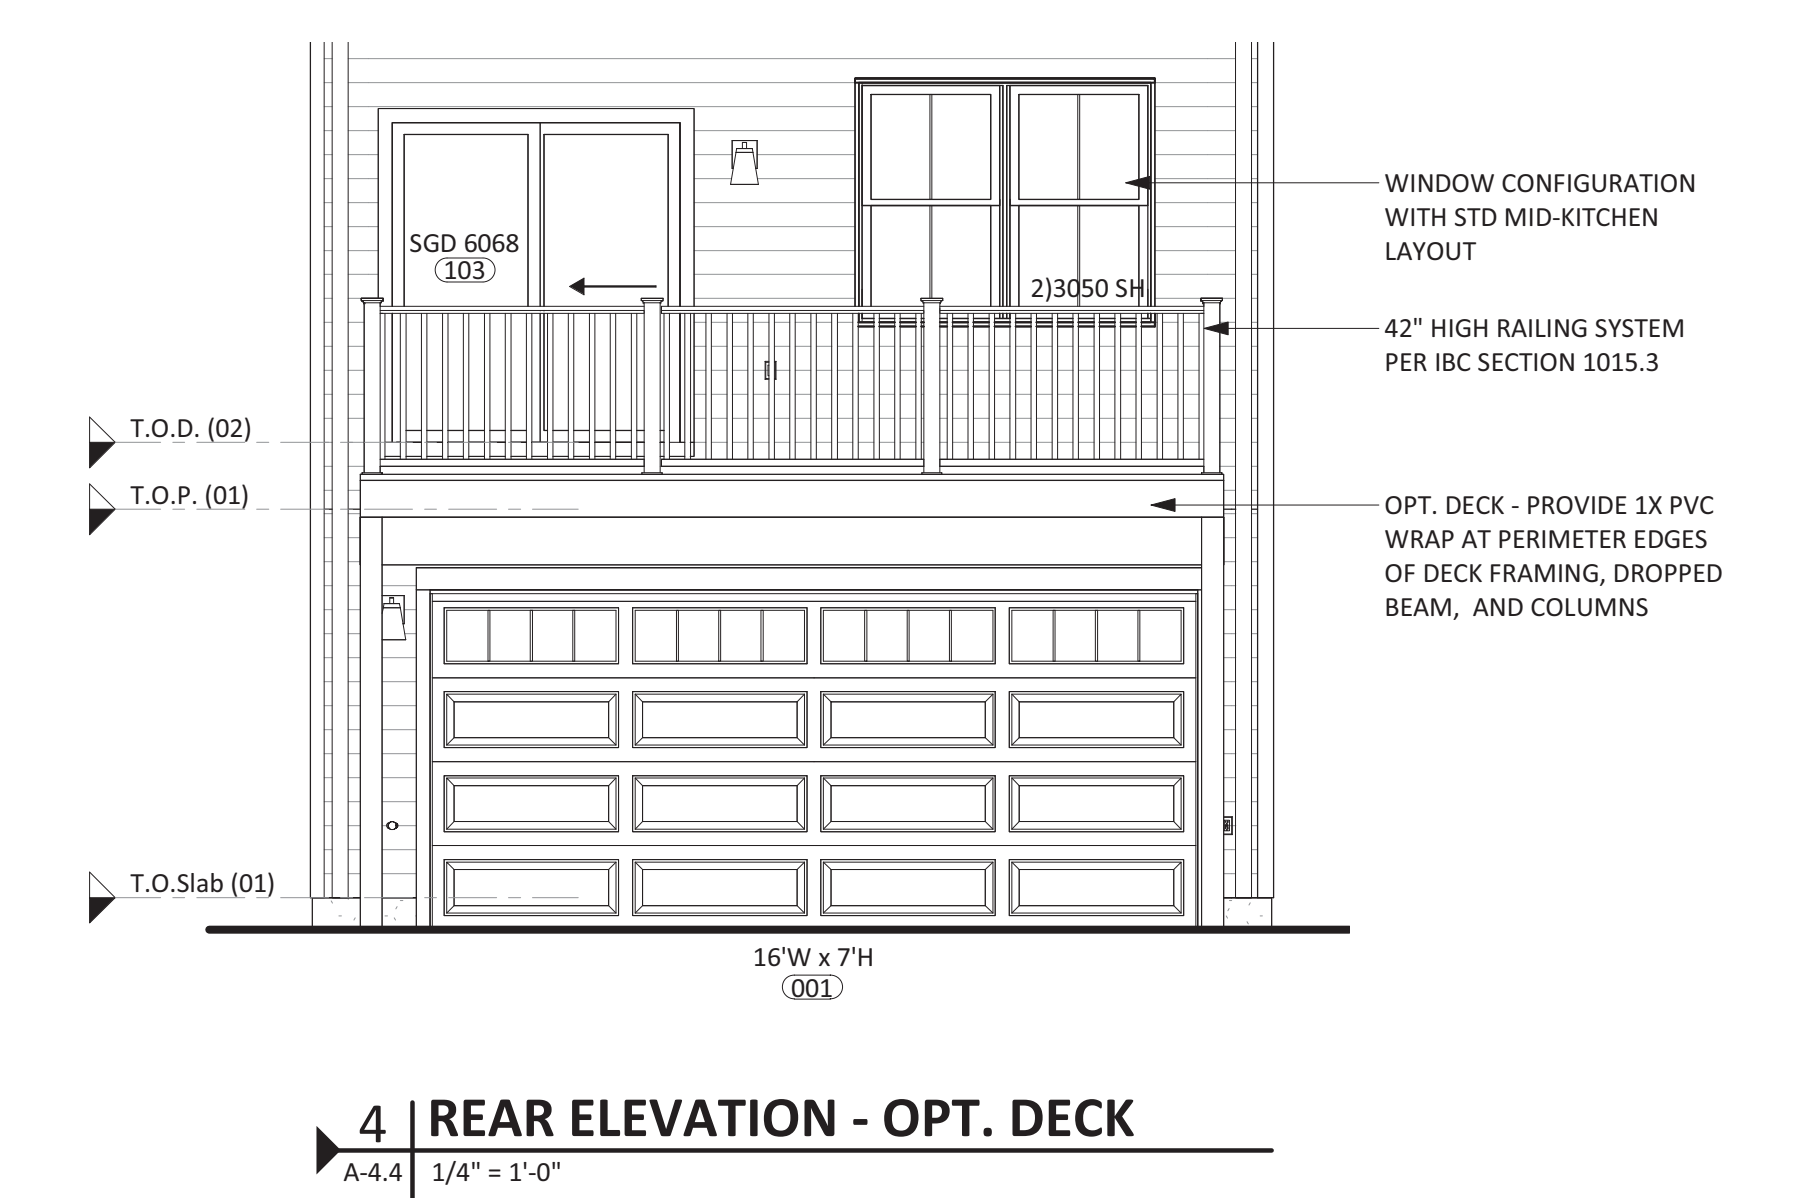 WINDOW CONFIGURATION
WITH STD MID-KITCHEN
LAYOUT
SGD 6068
103
2)3050 SH
42" HIGH RAILING SYSTEM
PER IBC SECTION 1015.3
T.O.D. (02)
T.O.P. (01)
OPT. DECK - PROVIDE 1X PVC
WRAP AT PERIMETER EDGES
OF DECK FRAMING, DROPPED
BEAM, AND COLUMNS
T.O.Slab (01)
16'W x 7'H
001
4
REAR ELEVATION - OPT. DECK
A-4.4
1/4" = 1'-0"